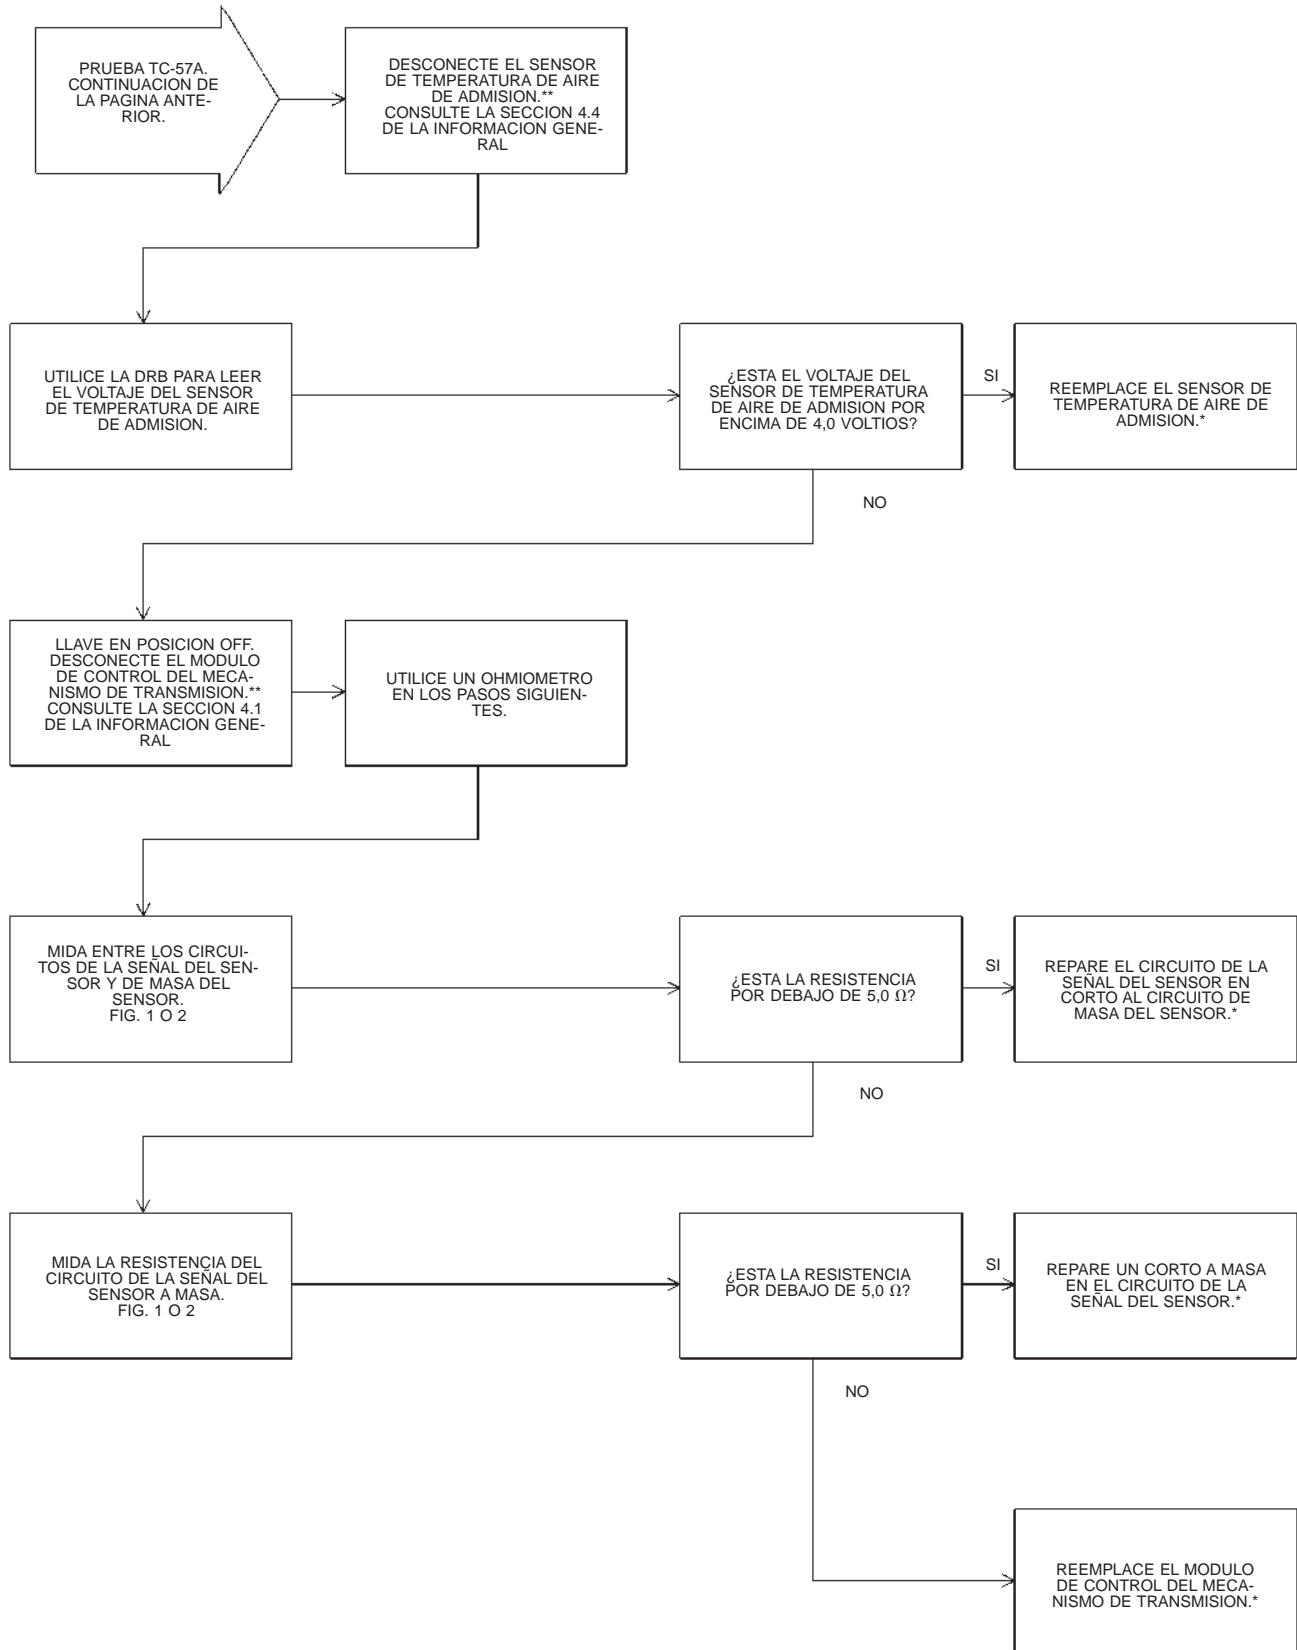 PRUEBA TC-57A.
CONTINUACION DE
LA PAGINA ANTE-
RIOR.
DESCONECTE EL SENSOR
DE TEMPERATURA DE AIRE
DE ADMISION.**
CONSULTE LA SECCION 4.4
DE LA INFORMACION GENE-
RAL
UTILICE LA DRB PARA LEER
EL VOLTAJE DEL SENSOR
DE TEMPERATURA DE AIRE
DE ADMISION.
¿ESTA EL VOLTAJE DEL
SENSOR DE TEMPERATURA
DE AIRE DE ADMISION POR
ENCIMA DE 4,0 VOLTIOS?
SI
REEMPLACE EL SENSOR DE
TEMPERATURA DE AIRE DE
ADMISION.*
NO
LLAVE EN POSICION OFF.
DESCONECTE EL MODULO
DE CONTROL DEL MECA-
NISMO DE TRANSMISION.**
CONSULTE LA SECCION 4.1
DE LA INFORMACION GENE-
RAL
UTILICE UN OHMIOMETRO
EN LOS PASOS SIGUIEN-
TES.
MIDA ENTRE LOS CIRCUI-
TOS DE LA SEÑAL DEL SEN-
SOR Y DE MASA DEL
SENSOR.
FIG. 1 O 2
¿ESTA LA RESISTENCIA
POR DEBAJO DE 5,0 Ω?
SI
REPARE EL CIRCUITO DE LA
SEÑAL DEL SENSOR EN
CORTO AL CIRCUITO DE
MASA DEL SENSOR.*
NO
MIDA LA RESISTENCIA DEL
CIRCUITO DE LA SEÑAL DEL
SENSOR A MASA.
FIG. 1 O 2
¿ESTA LA RESISTENCIA
POR DEBAJO DE 5,0 Ω?
SI
REPARE UN CORTO A MASA
EN EL CIRCUITO DE LA
SEÑAL DEL SENSOR.*
NO
REEMPLACE EL MODULO
DE CONTROL DEL MECA-
NISMO DE TRANSMISION.*